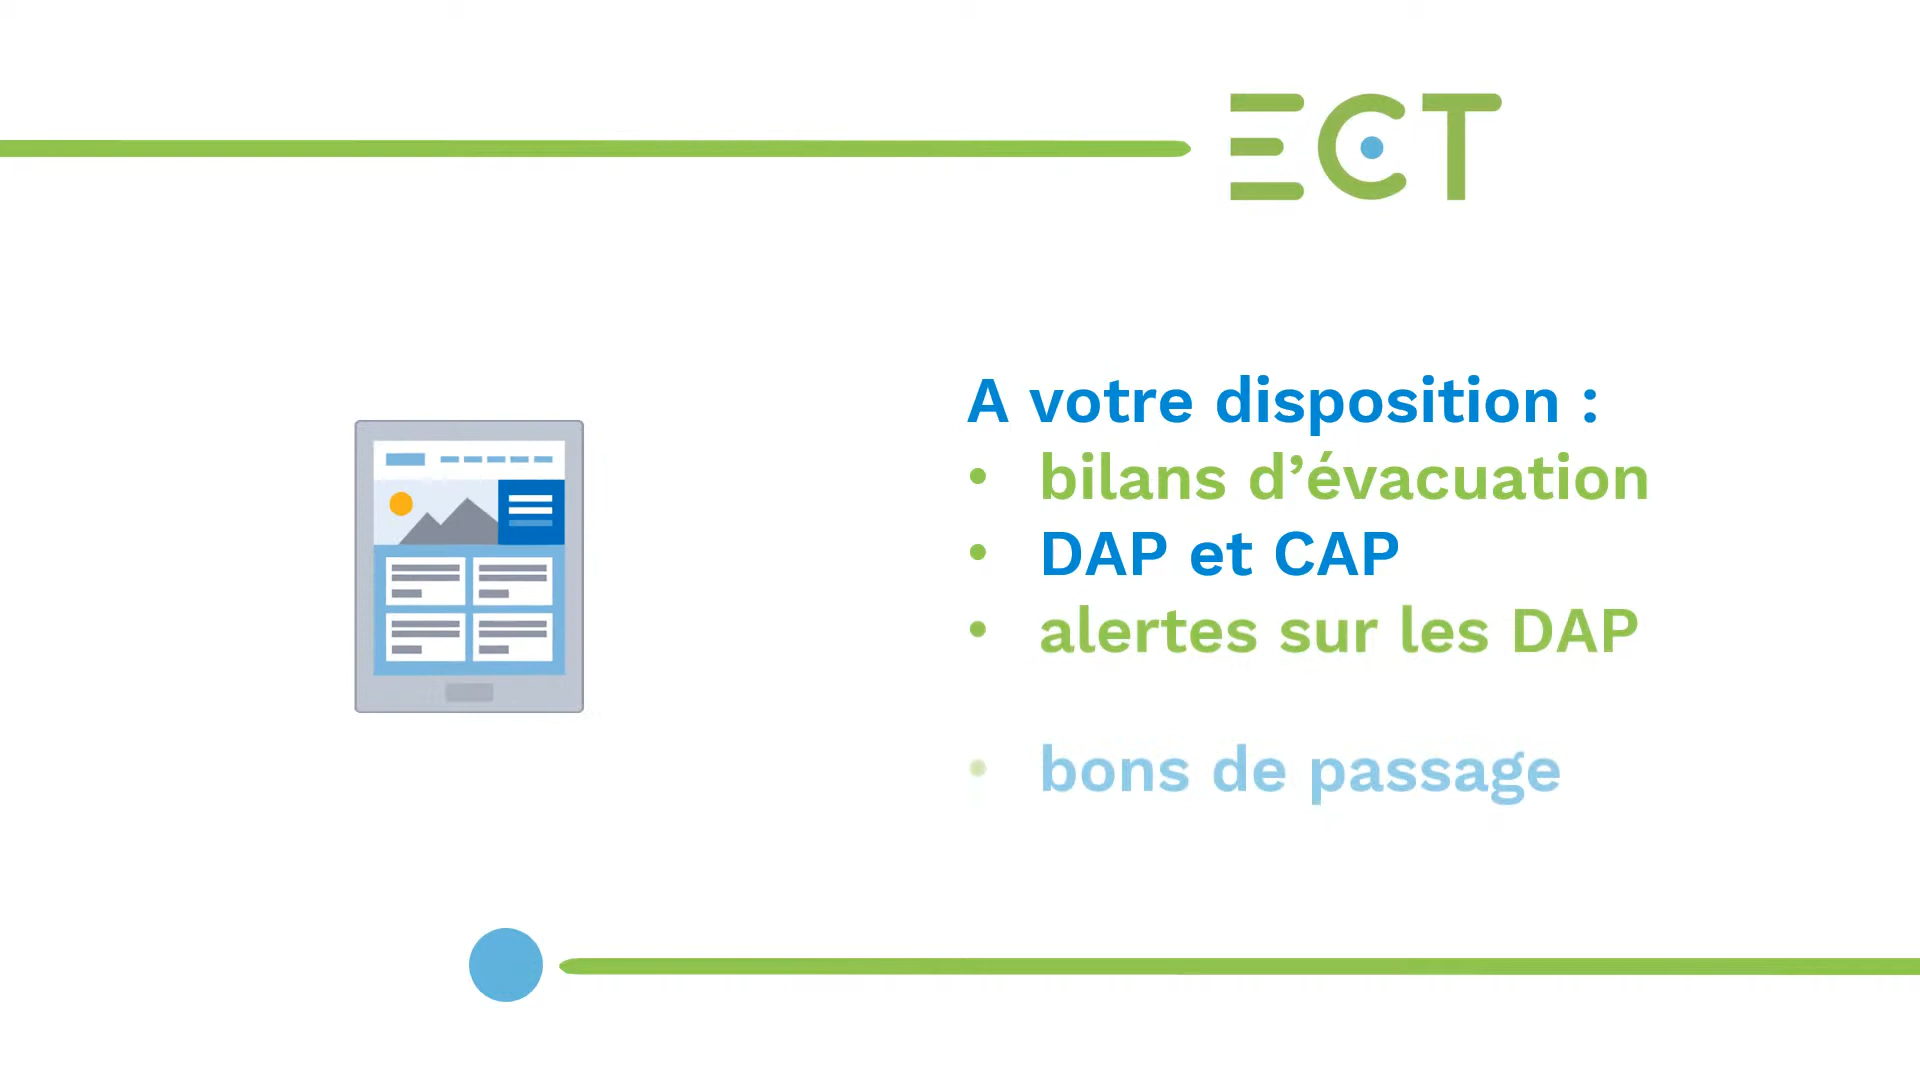 ECT
A votre disposition :
• bilans d’évacuation
• DAP et CAP
• alertes sur les DAP
• bons de passage